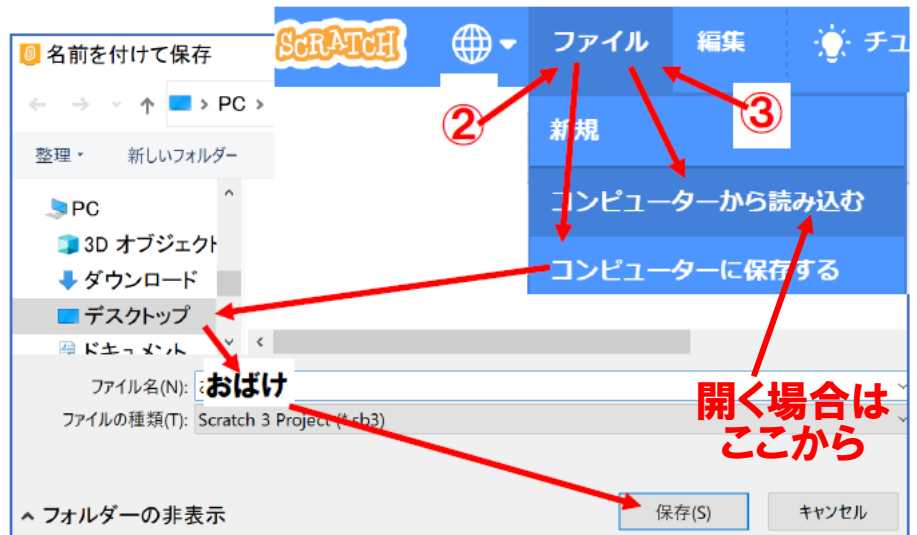 名前を付けて保存
SCRATCH
ファイル
編集
チュ
PC
②
③
新規
整理
新しいフォルダー
コンピューターから読み込む
コンピューターに保存する
PC
3D オブジェクト
ダウンロード
デスクトップ
ドキュメント
ファイル名(N):
おばけ
ファイルの種類(T): Scratch 3 Project (*.sb3)
開く場合は
ここから
フォルダーの非表示
保存(S)
キャンセル